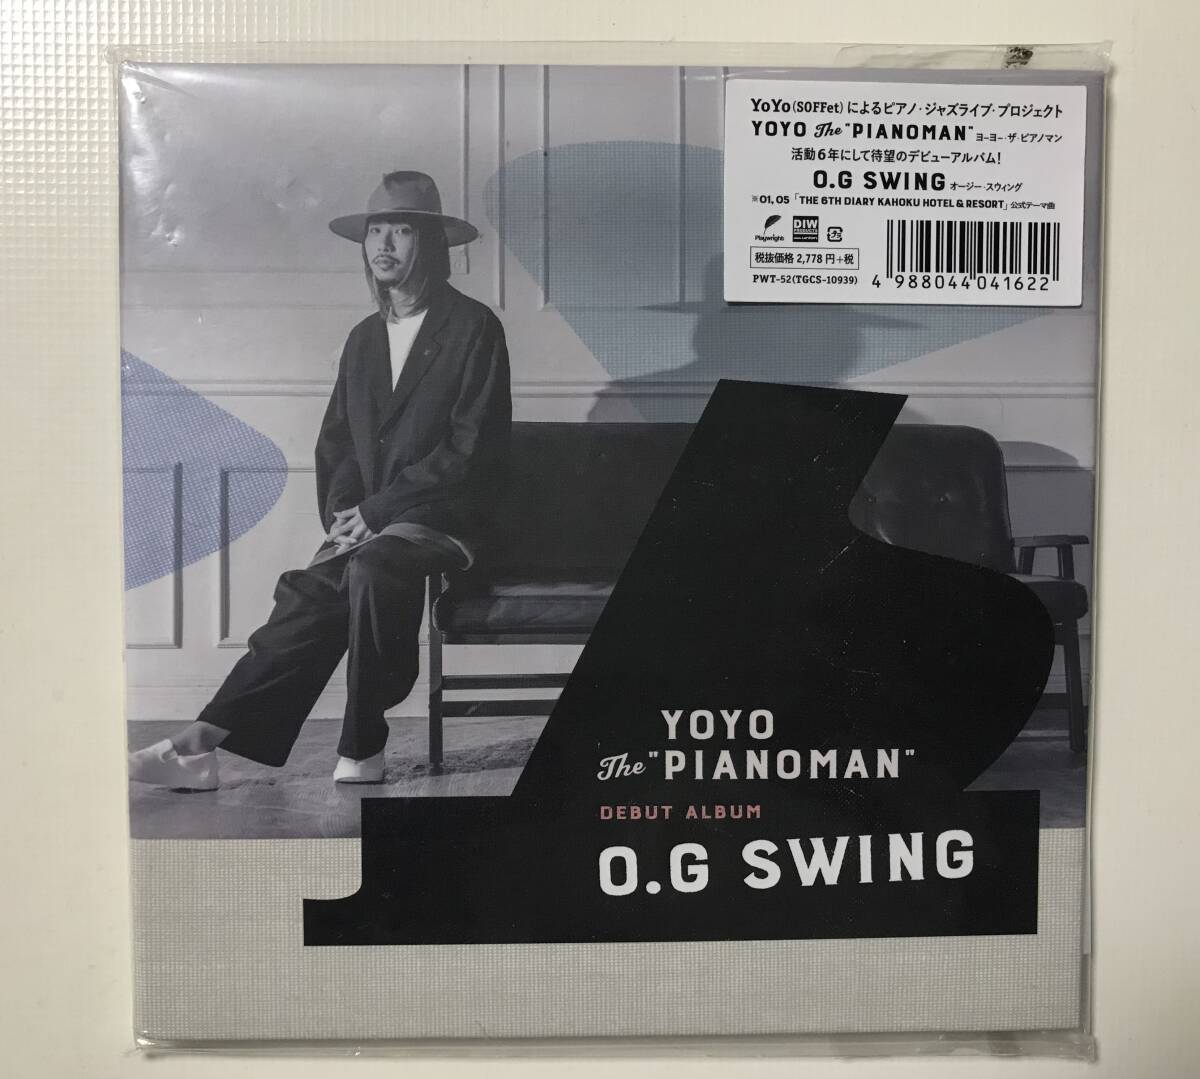 YoYo(SOFFet)によるピアノ・ジャズライブ・プロジェクト
YOYO The "PIANOMAN" ヨーヨー・ザ・ピアノマン
活動6年にして待望のデビューアルバム!
O.G SWING オージー・スウィング
※01, 05 「THE 6TH DIARY KAHOKU HOTEL & RESORT」公式テーマ曲
Playwright
DIW PRODUCTS
税抜価格 2,778 円+税
PWT-52(TGCS-10939)
4 988044 041622
YOYO
The "PIANOMAN"
DEBUT ALBUM
O.G SWING